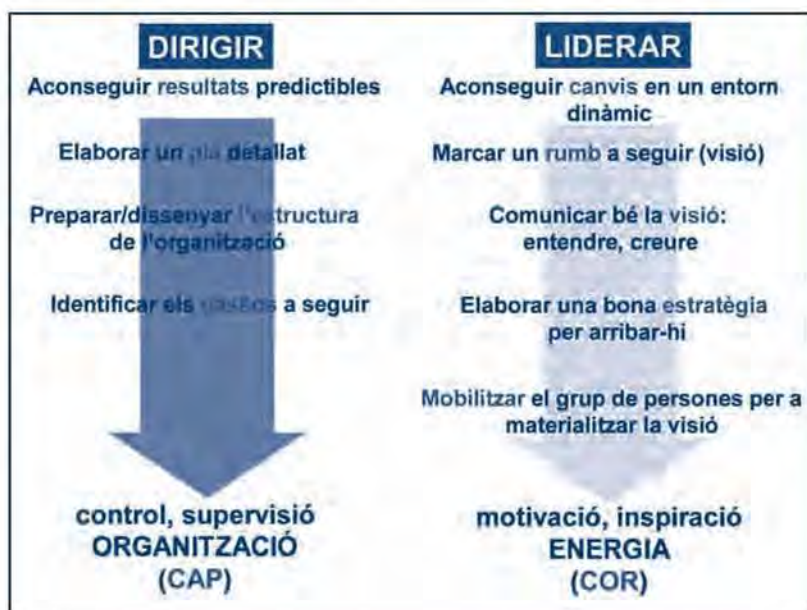 DIRIGIR
Aconseguir resultats predictibles
Elaborar un pla detallat
Preparar/dissenyar l'estructura
de l'organització
Identificar els passos a seguir
control, supervisió
ORGANITZACIÓ
(CAP)
LIDERAR
Aconseguir canvis en un entorn
dinàmic
Marcar un rumb a seguir (visió)
Comunicar bé la visió:
entendre, creure
Elaborar una bona estratègia
per arribar-hi
Mobilitzar el grup de persones per a
materialitzar la visió
motivació, inspiració
ENERGIA
(COR)